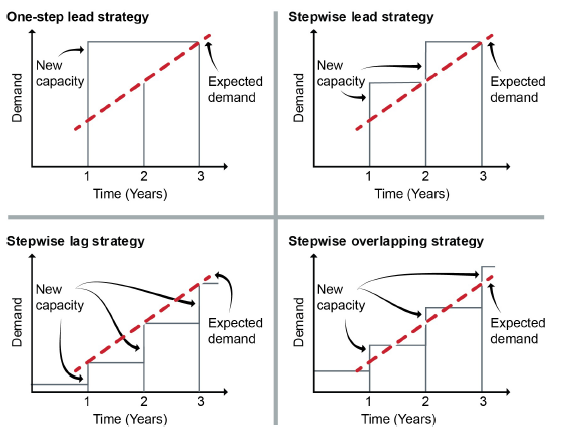 One-step lead strategy
Demand
New
capacity
Expected
demand
1 2 3
Time (Years)
Stepwise lead strategy
Demand
New
capacity
Expected
demand
1 2 3
Time (Years)
Stepwise lag strategy
Demand
New
capacity
Expected
demand
1 2 3
Time (Years)
Stepwise overlapping strategy
Demand
New
capacity
Expected
demand
1 2 3
Time (Years)